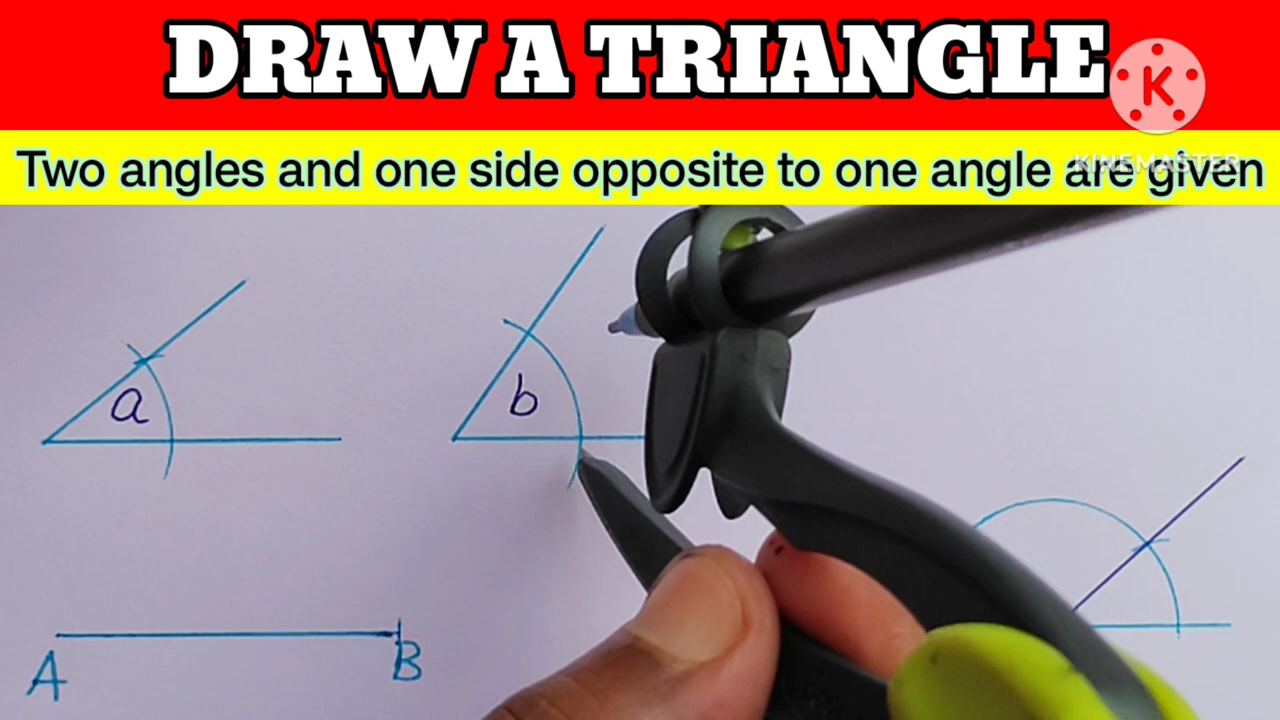 DRAW A TRIANGLE
K
KINEMASTER
Two angles and one side opposite to one angle are given
a
b
A
B